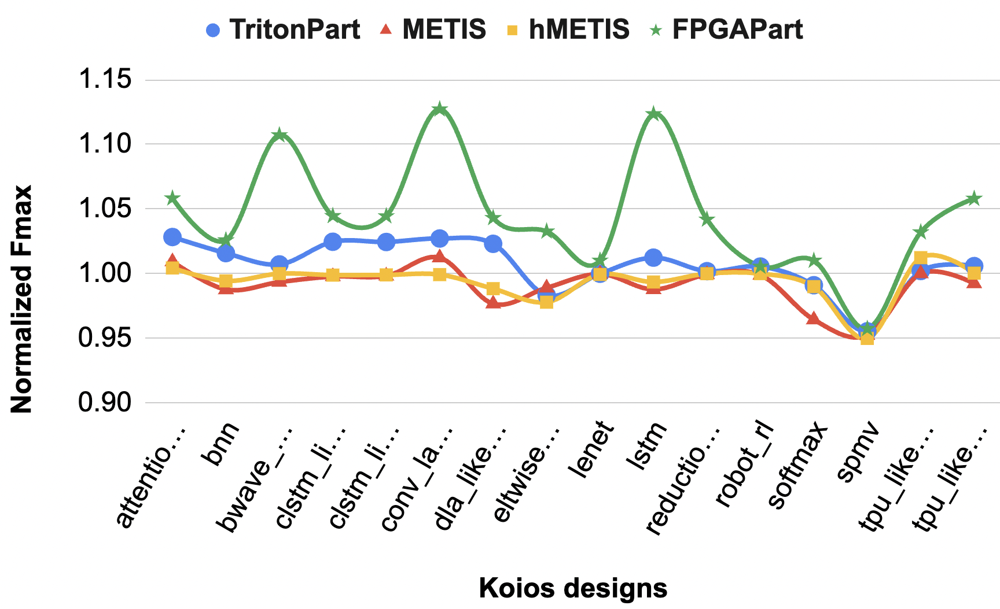 TritonPart METIS hMETIS FPGAPart
1.15
1.10
1.05
1.00
0.95
0.90
Normalized Fmax
attentio...
bnn
bwave_...
clstm_li...
clstm_li...
conv_la...
dla_like...
eltwise...
lenet
lstm
reductio...
robot_rl
softmax
spmv
tpu_like...
tpu_like...
Koios designs